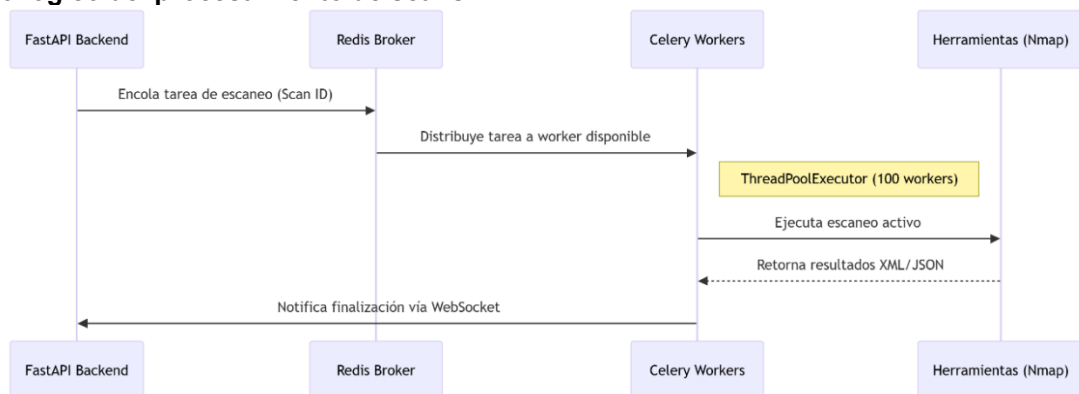 FastAPI Backend
Redis Broker
Celery Workers
Herramientas (Nmap)
Encola tarea de escaneo (Scan ID)
Distribuye tarea a worker disponible
ThreadPoolExecutor (100 workers)
Ejecuta escaneo activo
Retorna resultados XML/JSON
Notifica finalización vía WebSocket
FastAPI Backend
Redis Broker
Celery Workers
Herramientas (Nmap)